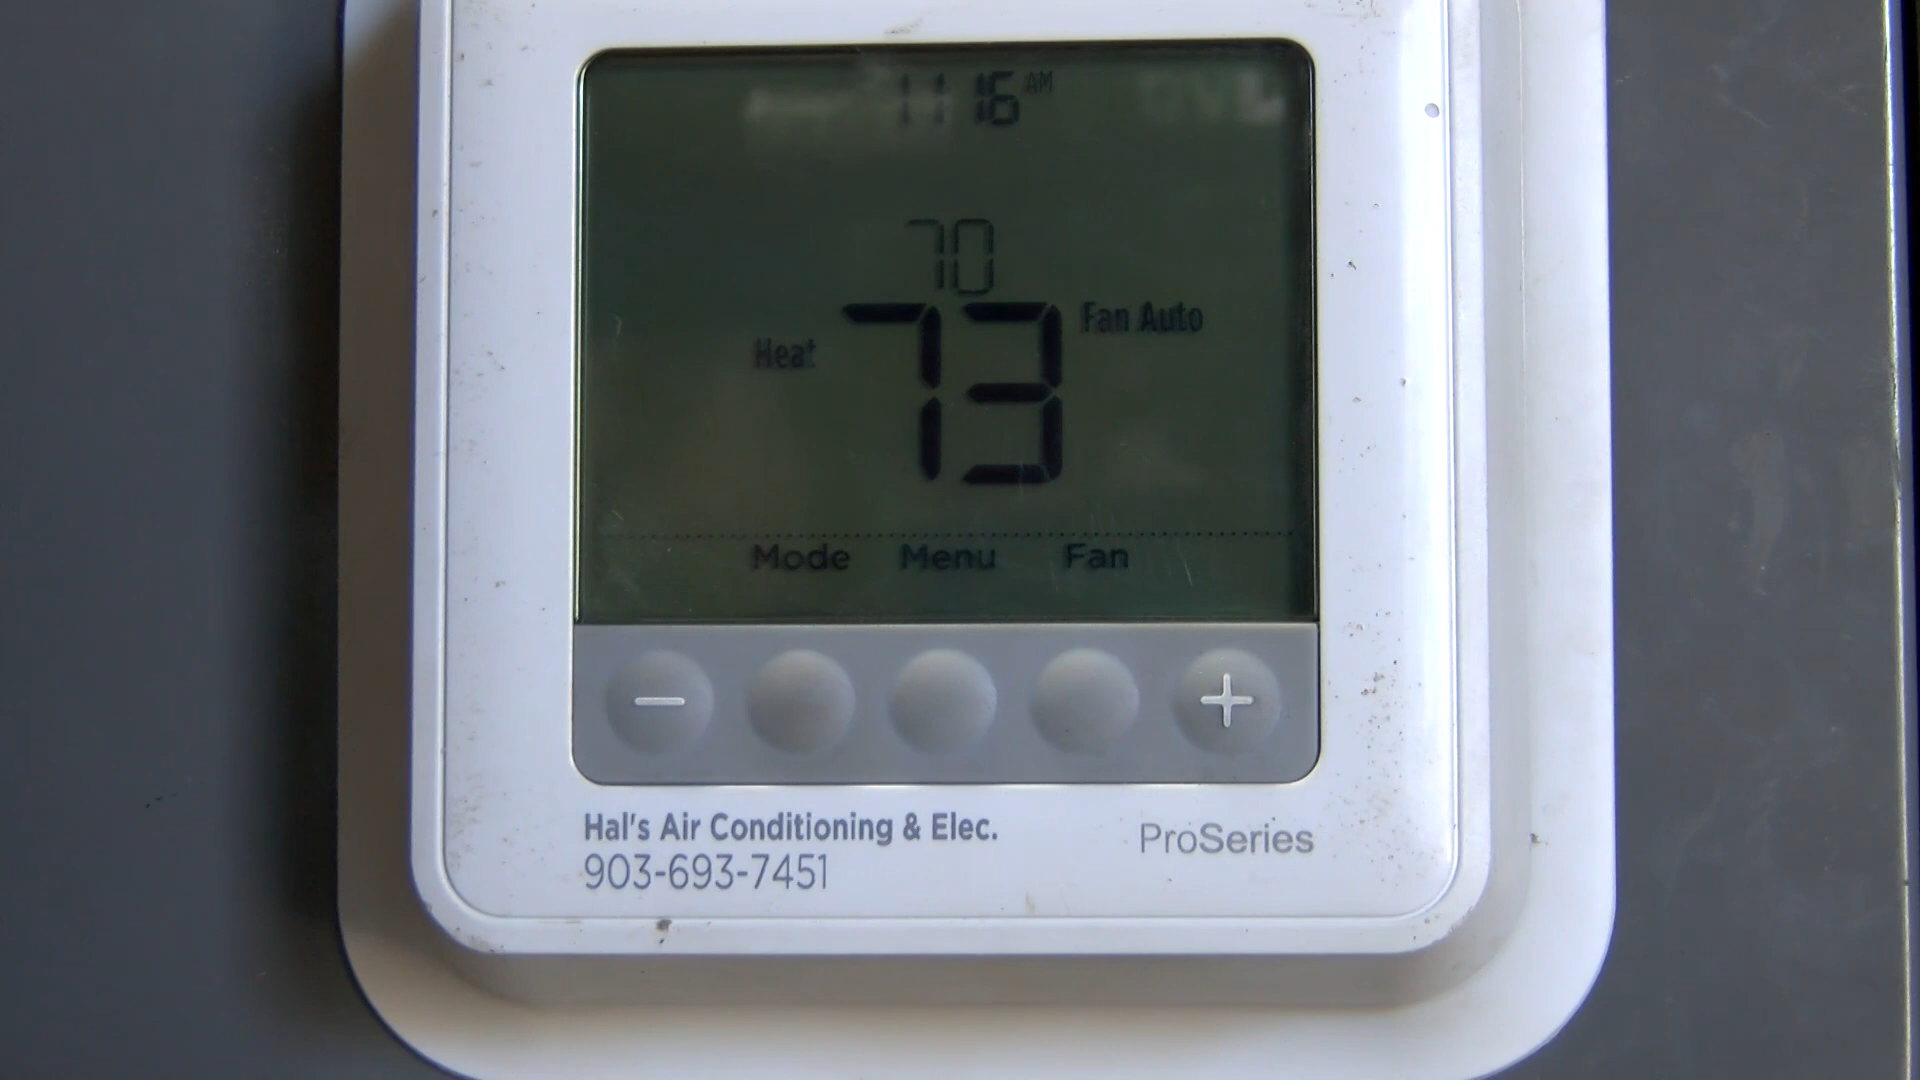 11:16 AM
70
73
Heat
Fan Auto
Mode Menu Fan
− +
Hal's Air Conditioning & Elec.
903-693-7451
ProSeries